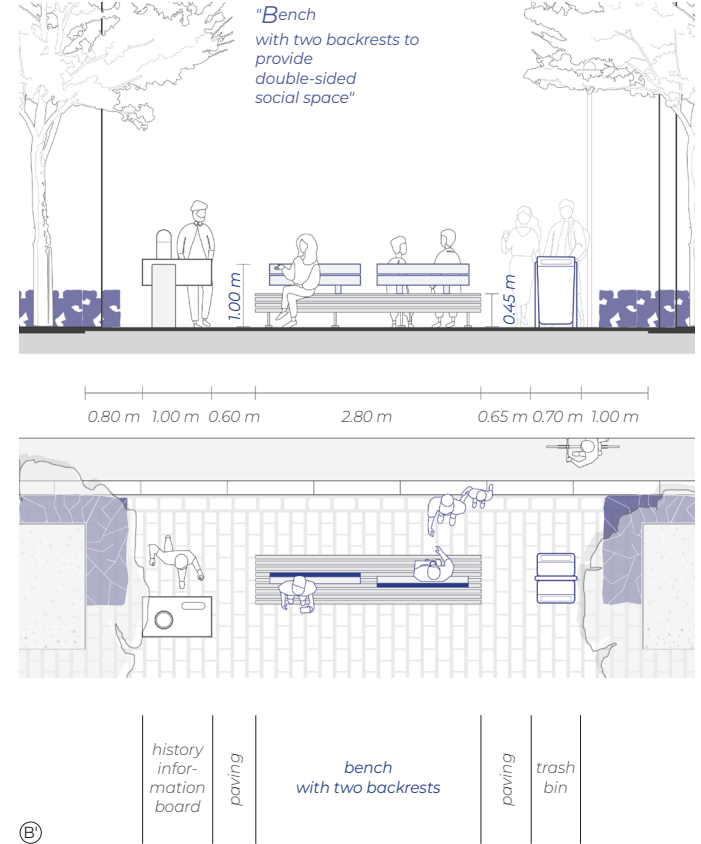 "Bench
with two backrests to
provide
double-sided
social space"
1.00 m
0.45 m
0.80 m 1.00 m 0.60 m 2.80 m 0.65 m 0.70 m 1.00 m
history
infor-
mation
board
paving
bench
with two backrests
paving
trash
bin
B'